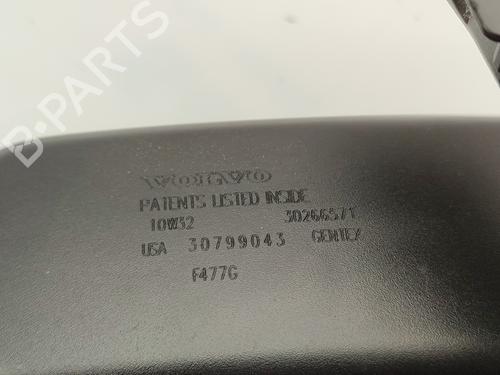 VOLVO
PATENTS LISTED INSIDE
10W32 30266571
USA 30799043 GENTEX
F477G
B-PARTS